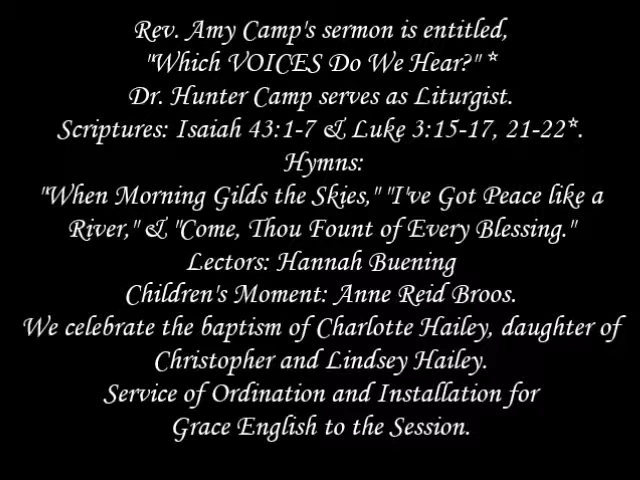 Rev. Amy Camp's sermon is entitled,
"Which VOICES Do We Hear?" *
Dr. Hunter Camp serves as Liturgist.
Scriptures: Isaiah 43:1-7 & Luke 3:15-17, 21-22*.
Hymns:
"When Morning Gilds the Skies," "I've Got Peace like a
River," & "Come, Thou Fount of Every Blessing."
Lectors: Hannah Buening
Children's Moment: Anne Reid Broos.
We celebrate the baptism of Charlotte Hailey, daughter of
Christopher and Lindsey Hailey.
Service of Ordination and Installation for
Grace English to the Session.